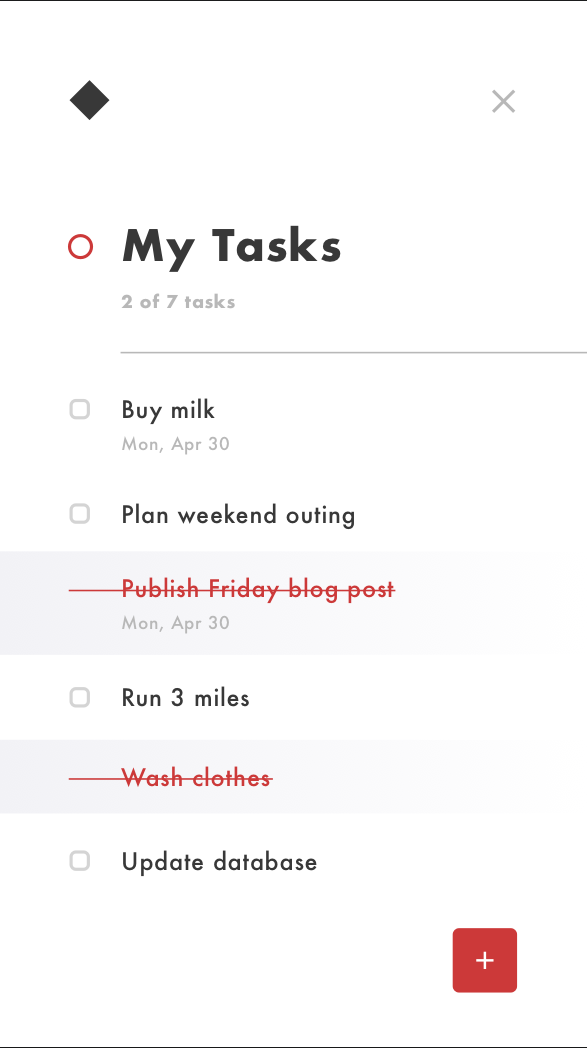 My Tasks
2 of 7 tasks
Buy milk
Mon, Apr 30
Plan weekend outing
Publish Friday blog post
Mon, Apr 30
Run 3 miles
Wash clothes
Update database
+